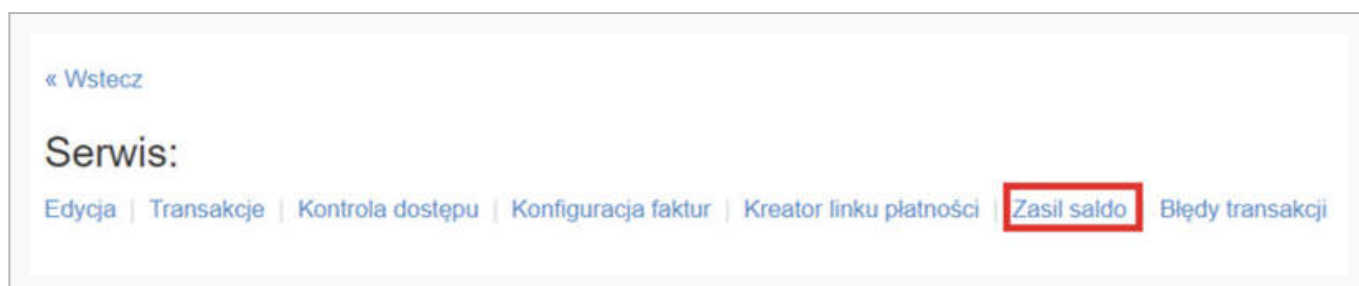 « Wstecz
Serwis:
Edycja | Transakcje | Kontrola dostępu | Konfiguracja faktur | Kreator linku płatności | Zasil saldo Błędy transakcji